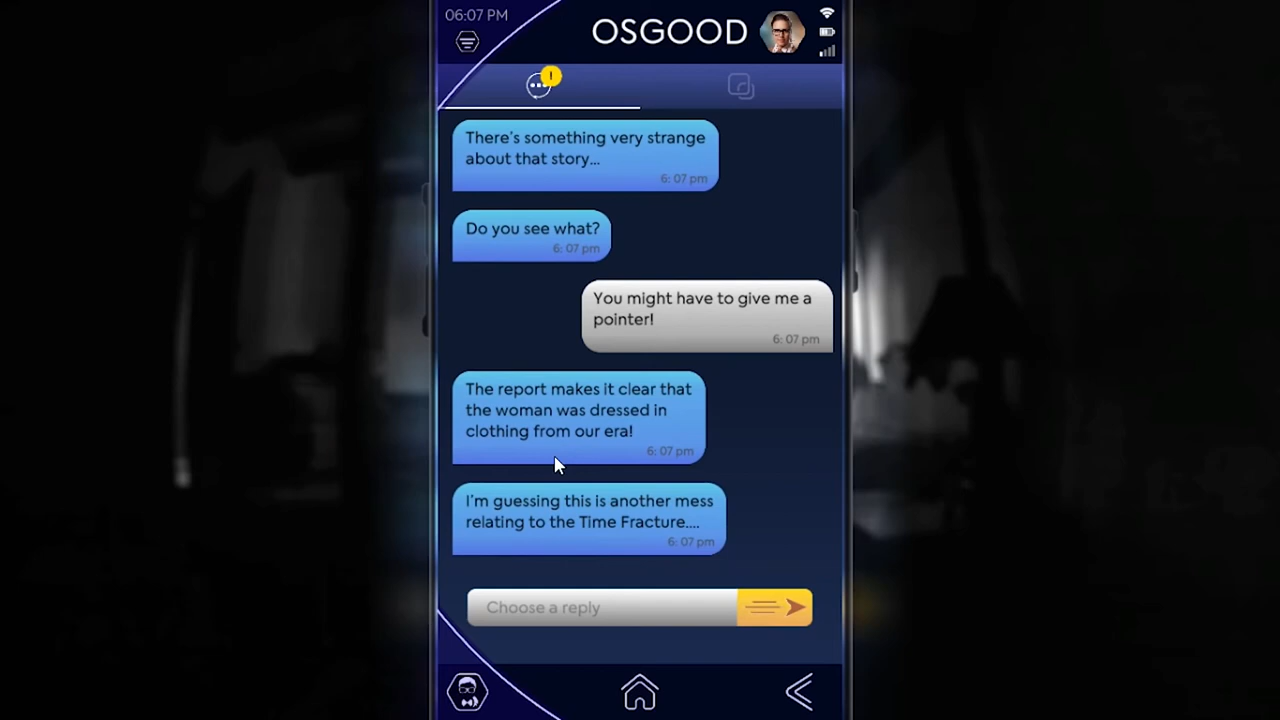 06:07 PM
OSGOOD
!
There's something very strange
about that story...
6: 07 pm
Do you see what?
6: 07 pm
You might have to give me a
pointer!
6: 07 pm
The report makes it clear that
the woman was dressed in
clothing from our era!
6: 07 pm
I'm guessing this is another mess
relating to the Time Fracture....
6: 07 pm
Choose a reply